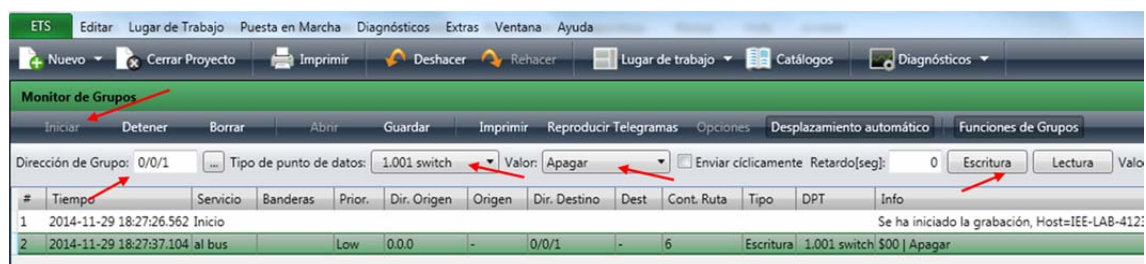 ETS Editar Lugar de Trabajo Puesta en Marcha Diagnósticos Extras Ventana Ayuda
Nuevo Cerrar Proyecto Imprimir Deshacer Rehacer Lugar de trabajo Catálogos Diagnósticos
Monitor de Grupos
Iniciar Detener Borrar Abrir Guardar Imprimir Reproducir Telegramas Opciones Desplazamiento automático Funciones de Grupos
Dirección de Grupo: 0/0/1 ... Tipo de punto de datos: 1.001 switch Valor: Apagar Enviar cíclicamente Retardo[seg]: 0 Escritura Lectura Valo
# Tiempo Servicio Banderas Prior. Dir. Origen Origen Dir. Destino Dest Cont. Ruta Tipo DPT Info
1 2014-11-29 18:27:26.562 Inicio Se ha iniciado la grabación, Host=IEE-LAB-4123
2 2014-11-29 18:27:37.104 al bus Low 0.0.0 - 0/0/1 - 6 Escritura 1.001 switch $00 | Apagar